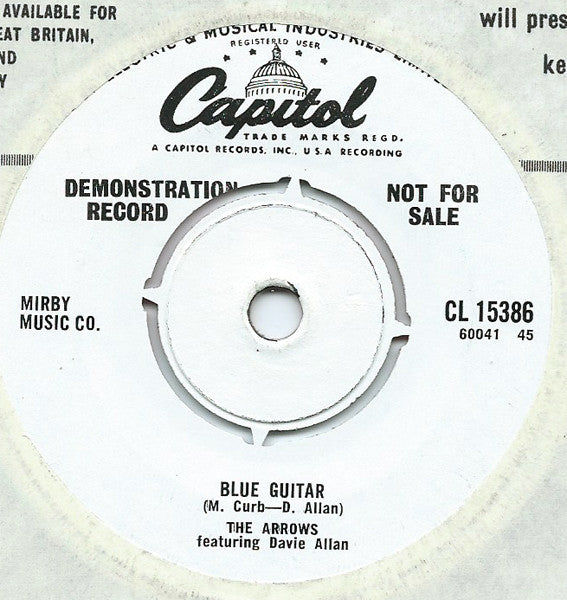 AVAILABLE FOR
EAT BRITAIN,
ND
Y
will pres
ke
& MUSICAL INDUSTRIES
REGISTERED USER
Capitol
TRADE MARKS REGD.
A CAPITOL RECORDS, INC., U.S.A RECORDING
DEMONSTRATION
RECORD
NOT FOR
SALE
MIRBY
MUSIC CO.
CL 15386
60041 45
BLUE GUITAR
(M. Curb—D. Allan)
THE ARROWS
featuring Davie Allan